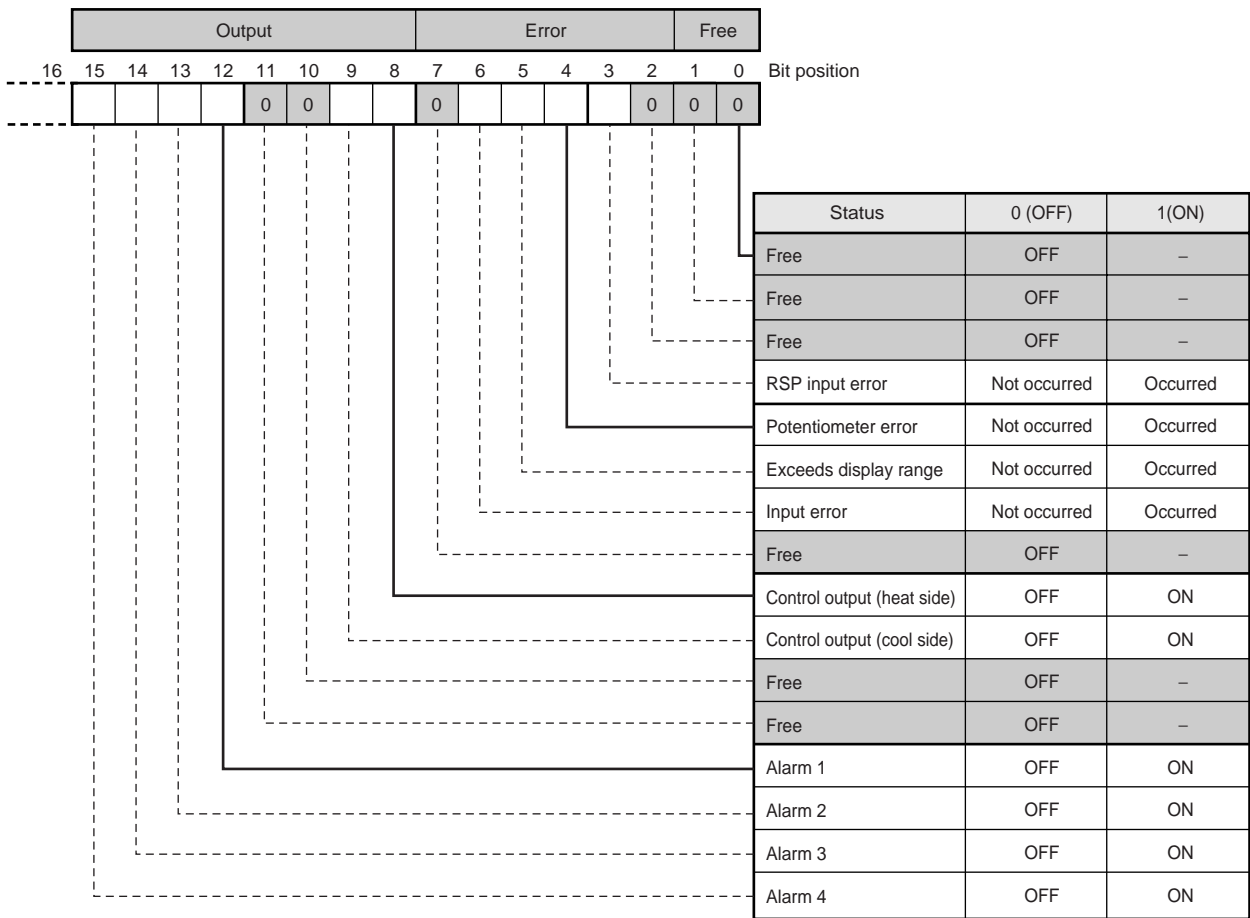 Output Error Free
16 15 14 13 12 11 10 9 8 7 6 5 4 3 2 1 0 Bit position
0 0 0 0 0 0
Status 0 (OFF) 1(ON)
Free OFF –
Free OFF –
Free OFF –
RSP input error Not occurred Occurred
Potentiometer error Not occurred Occurred
Exceeds display range Not occurred Occurred
Input error Not occurred Occurred
Free OFF –
Control output (heat side) OFF ON
Control output (cool side) OFF ON
Free OFF –
Free OFF –
Alarm 1 OFF ON
Alarm 2 OFF ON
Alarm 3 OFF ON
Alarm 4 OFF ON